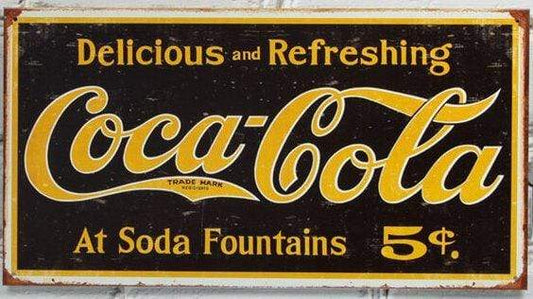 Delicious and Refreshing
Coca-Cola
TRADE MARK
At Soda Fountains 5¢.